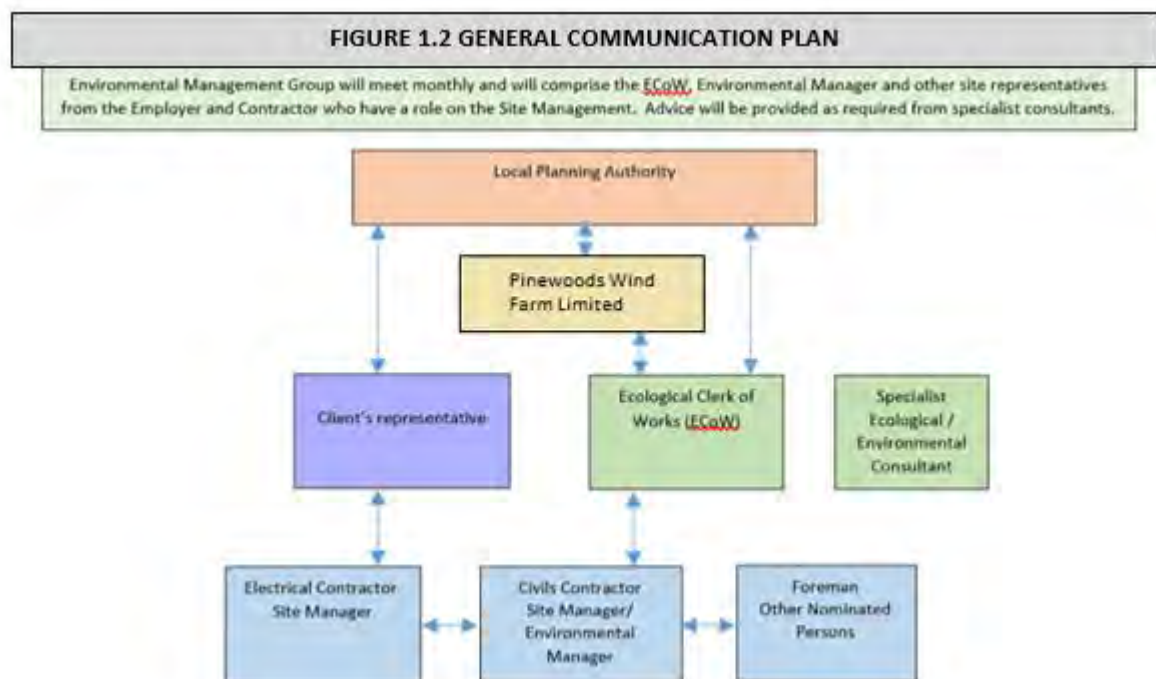 FIGURE 1.2 GENERAL COMMUNICATION PLAN
Environmental Management Group will meet monthly and will comprise the ECoW, Environmental Manager and other site representatives
from the Employer and Contractor who have a role on the Site Management. Advice will be provided as required from specialist consultants.
Local Planning Authority
Pinewoods Wind
Farm Limited
Client's representative
Ecological Clerk of
Works (ECoW)
Specialist
Ecological /
Environmental
Consultant
Electrical Contractor
Site Manager
Civils Contractor
Site Manager/
Environmental
Manager
Foreman
Other Nominated
Persons